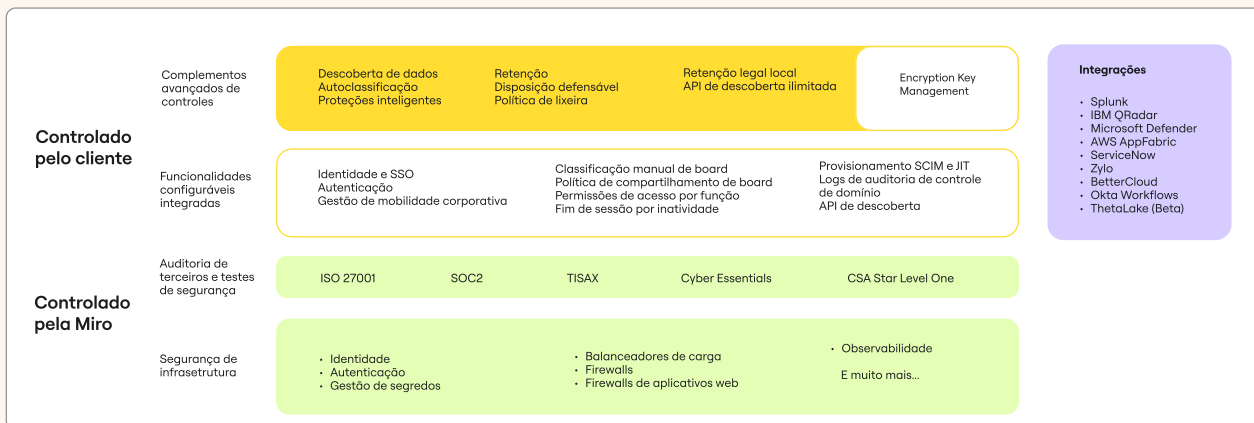 Controlado
pelo cliente
Complementos
avançados de
controles
Descoberta de dados
Autoclassificação
Proteções inteligentes
Retenção
Disposição defensável
Política de lixeira
Retenção legal local
API de descoberta ilimitada
Encryption Key
Management
Funcionalidades
configuráveis
integradas
Identidade e SSO
Autenticação
Gestão de mobilidade corporativa
Classificação manual de board
Política de compartilhamento de board
Permissões de acesso por função
Fim de sessão por inatividade
Provisionamento SCIM e JIT
Logs de auditoria de controle
de domínio
API de descoberta
Integrações
• Splunk
• IBM QRadar
• Microsoft Defender
• AWS AppFabric
• ServiceNow
• Zylo
• BetterCloud
• Okta Workflows
• ThetaLake (Beta)
Controlado
pela Miro
Auditoria de
terceiros e testes
de segurança
ISO 27001
SOC2
TISAX
Cyber Essentials
CSA Star Level One
Segurança de
infrasetrutura
• Identidade
• Autenticação
• Gestão de segredos
• Balanceadores de carga
• Firewalls
• Firewalls de aplicativos web
• Observabilidade
E muito mais...